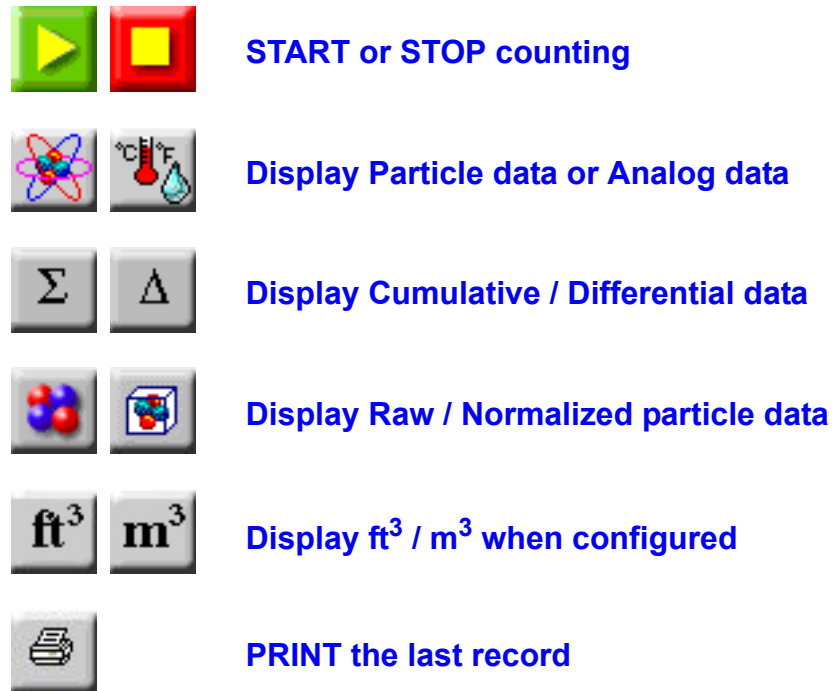 START or STOP counting
°C °F
Display Particle data or Analog data
Σ Δ
Display Cumulative / Differential data
Display Raw / Normalized particle data
ft³ m³
Display ft³ / m³ when configured
PRINT the last record